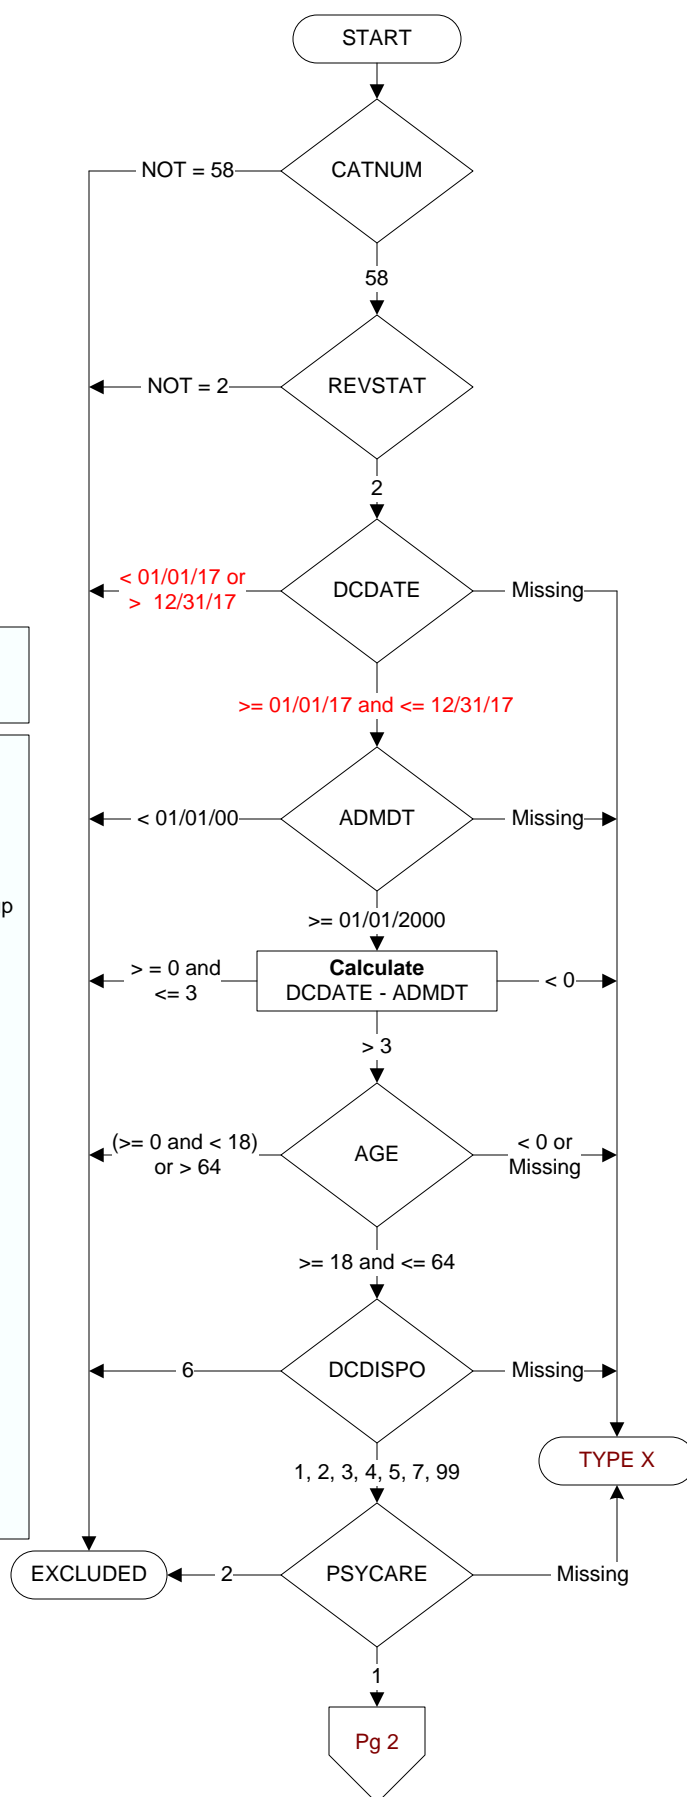 START
CATNUM
NOT = 58
58
REVSTAT
NOT = 2
2
DCDATE
< 01/01/17 or
> 12/31/17
Missing
>= 01/01/17 and <= 12/31/17
ADMDT
< 01/01/00
Missing
>= 01/01/2000
Calculate
DCDATE - ADMDT
> = 0 and
<= 3
< 0
> 3
AGE
(>= 0 and < 18)
or > 64
< 0 or
Missing
>= 18 and <= 64
DCDISPO
6
Missing
1, 2, 3, 4, 5, 7, 99
TYPE X
PSYCARE
EXCLUDED
2
Missing
1
Pg 2